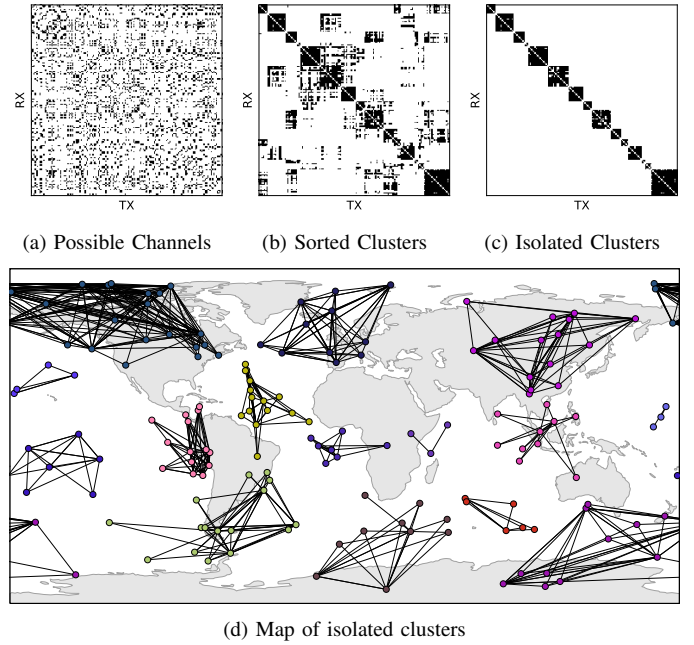 RX
TX
RX
TX
RX
TX
(a) Possible Channels
(b) Sorted Clusters
(c) Isolated Clusters
(d) Map of isolated clusters